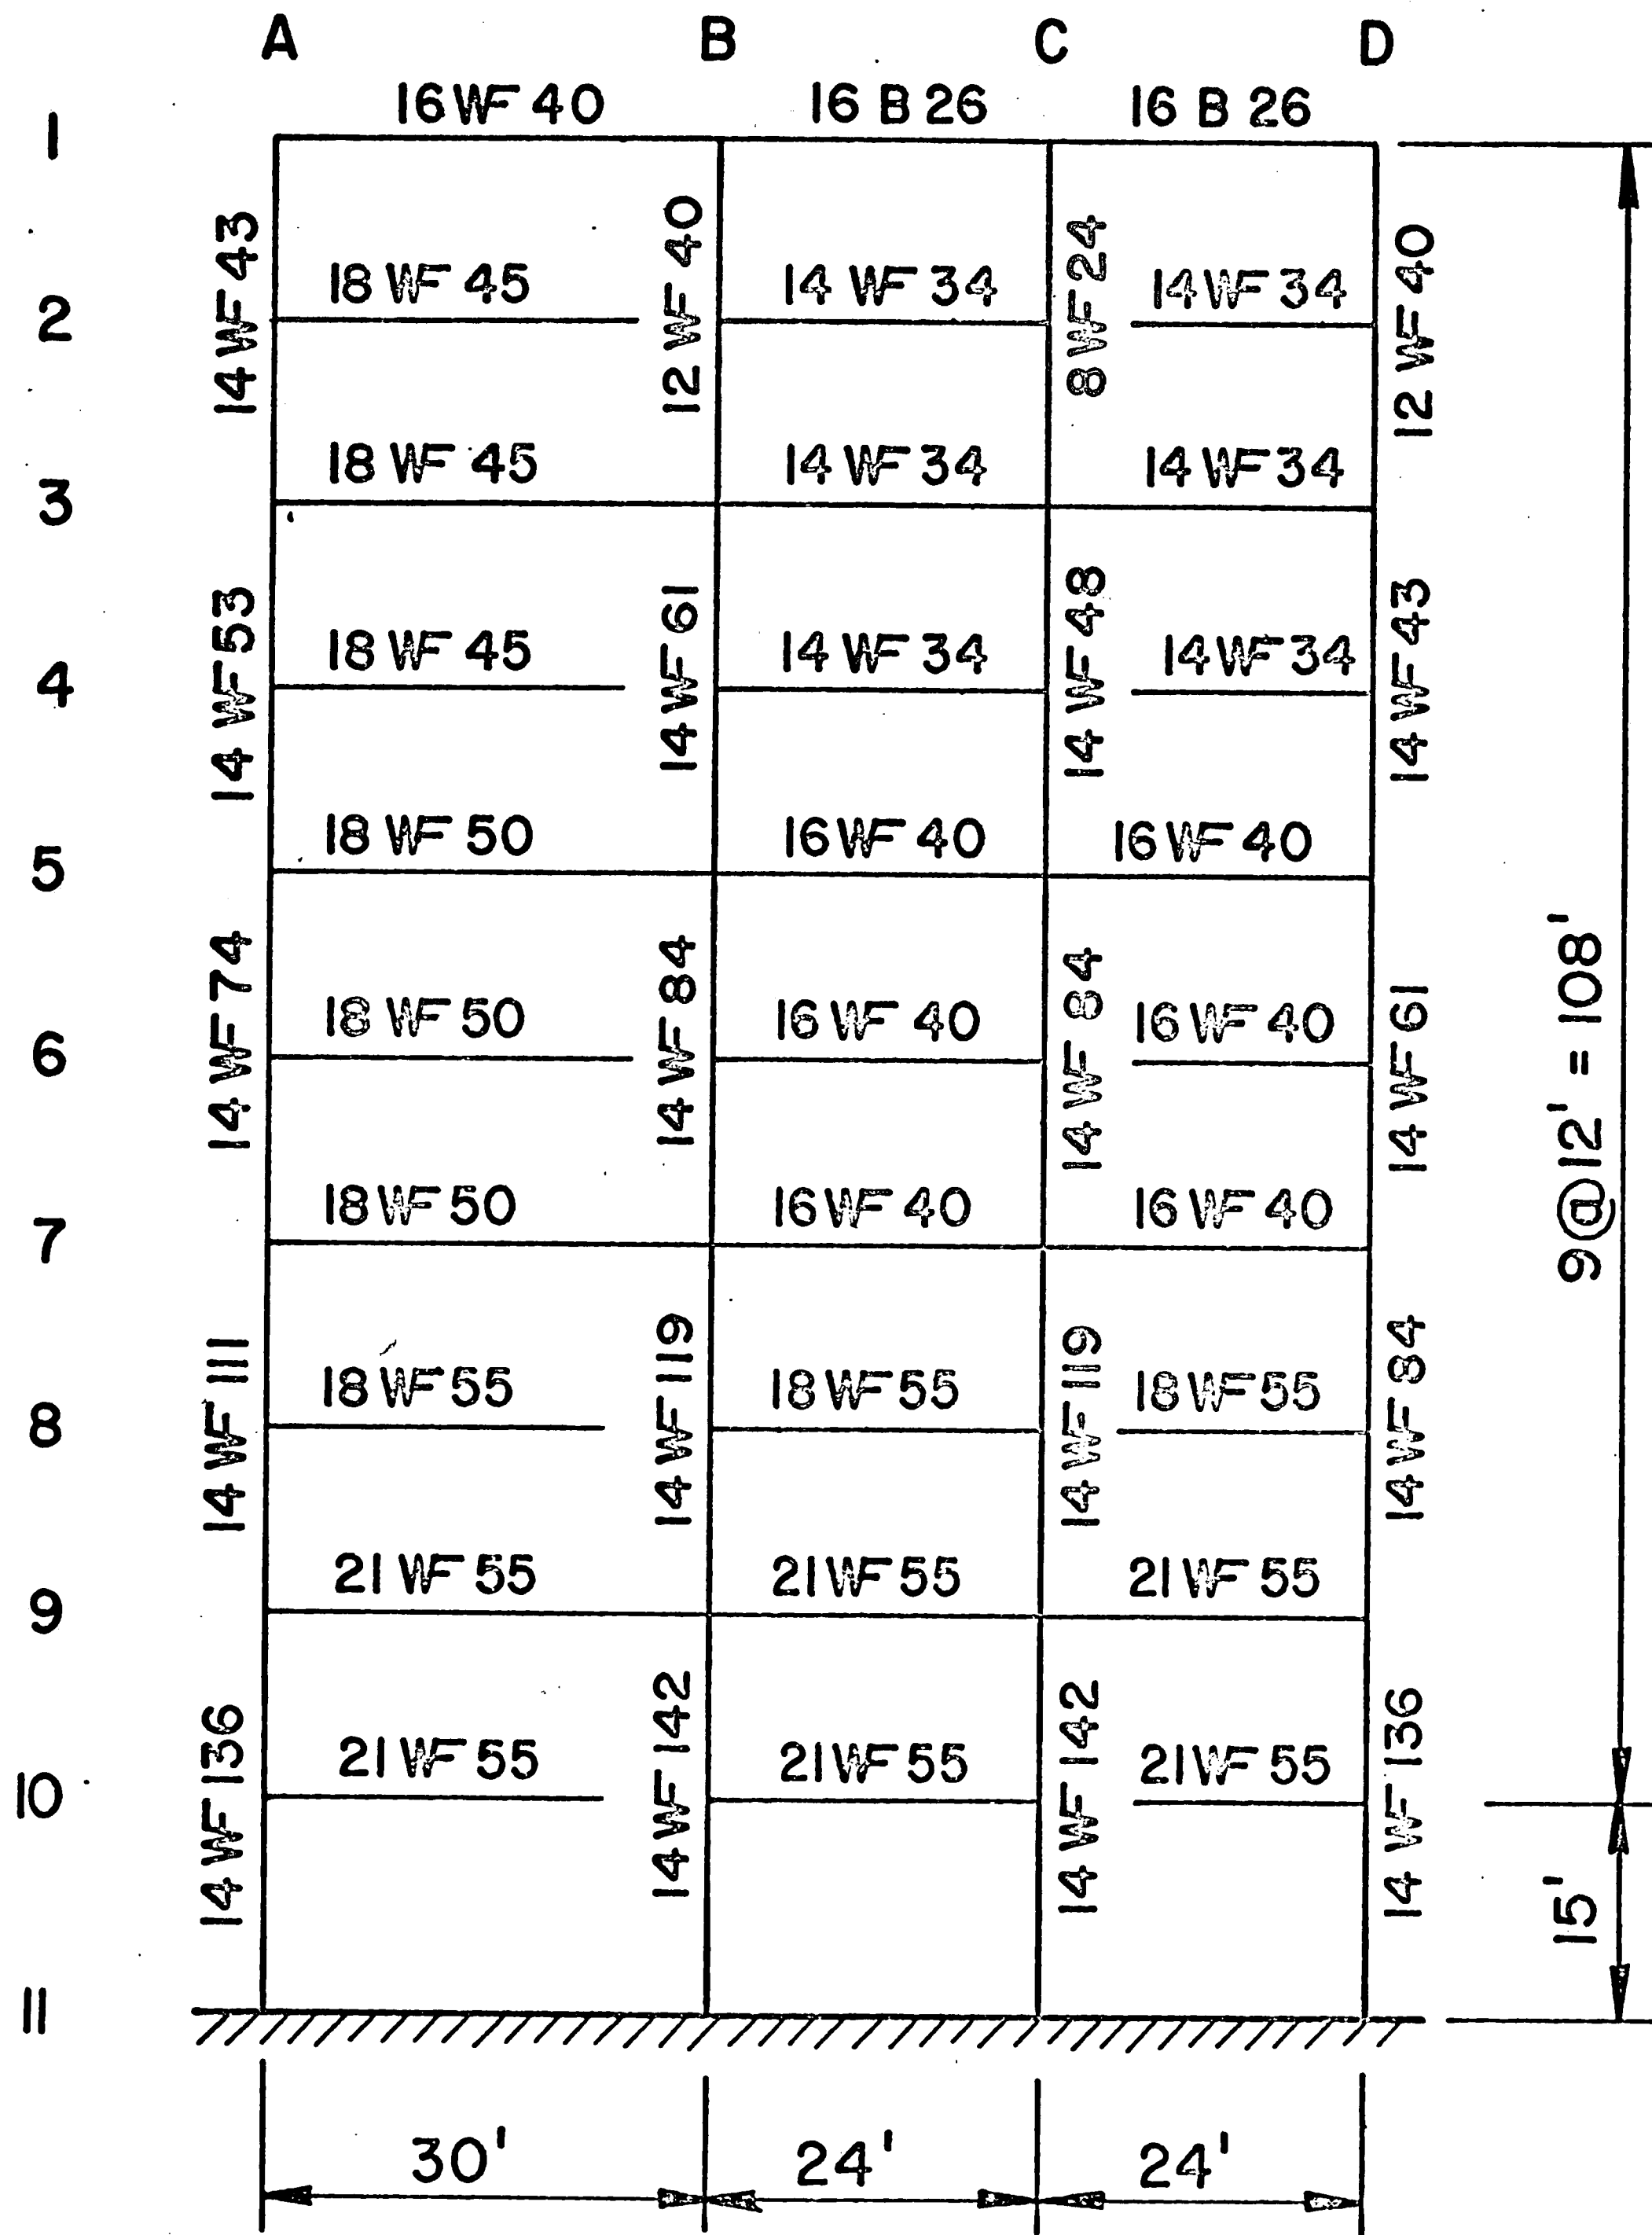 A B C D
1
16 WF 40 16 B 26 16 B 26
14 WF 43
12 WF 40
8 WF 24
12 WF 40
2
18 WF 45 14 WF 34 14 WF 34
3
18 WF 45 14 WF 34 14 WF 34
14 WF 53
14 WF 61
14 WF 48
14 WF 43
4
18 WF 45 14 WF 34 14 WF 34
5
18 WF 50 16 WF 40 16 WF 40
14 WF 74
14 WF 84
14 WF 84
14 WF 61
9@12' = 108'
6
18 WF 50 16 WF 40 16 WF 40
7
18 WF 50 16 WF 40 16 WF 40
14 WF 111
14 WF 119
14 WF 119
14 WF 84
8
18 WF 55 18 WF 55 18 WF 55
9
21 WF 55 21 WF 55 21 WF 55
14 WF 136
14 WF 142
14 WF 142
14 WF 136
10
21 WF 55 21 WF 55 21 WF 55
15'
11
30' 24' 24'